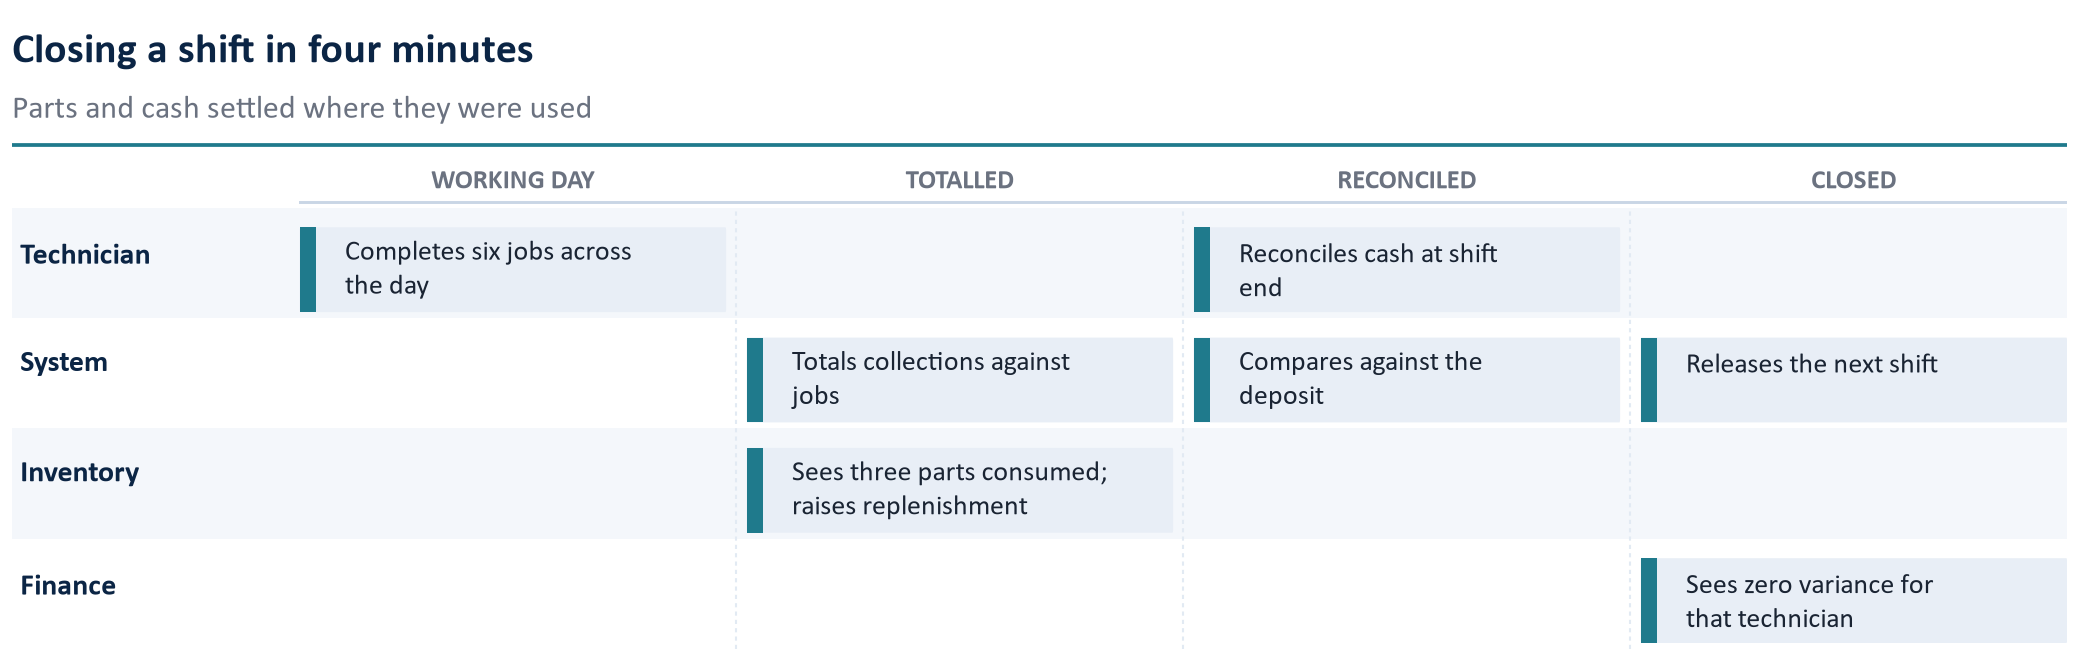 Closing a shift in four minutes
Parts and cash settled where they were used
WORKING DAY
TOTALLED
RECONCILED
CLOSED
Technician
Completes six jobs across
the day
Reconciles cash at shift
end
System
Totals collections against
jobs
Compares against the
deposit
Releases the next shift
Inventory
Sees three parts consumed;
raises replenishment
Finance
Sees zero variance for
that technician